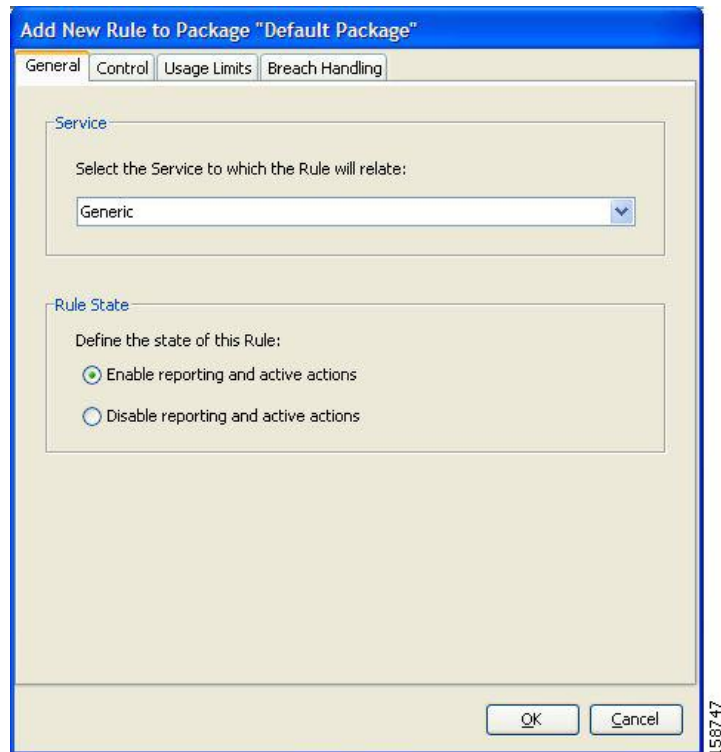 Add New Rule to Package "Default Package"
General Control Usage Limits Breach Handling
Service
Select the Service to which the Rule will relate:
Generic
Rule State
Define the state of this Rule:
Enable reporting and active actions
Disable reporting and active actions
OK Cancel
58747